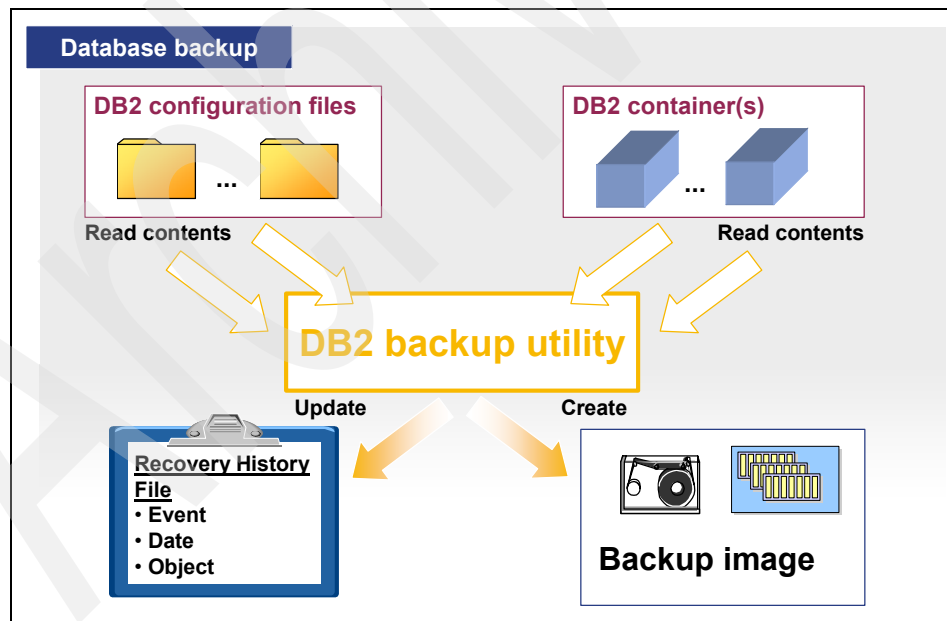 Database backup
DB2 configuration files
...
DB2 container(s)
...
Read contents
Read contents
DB2 backup utility
Update
Create
Recovery History
File
• Event
• Date
• Object
Backup image